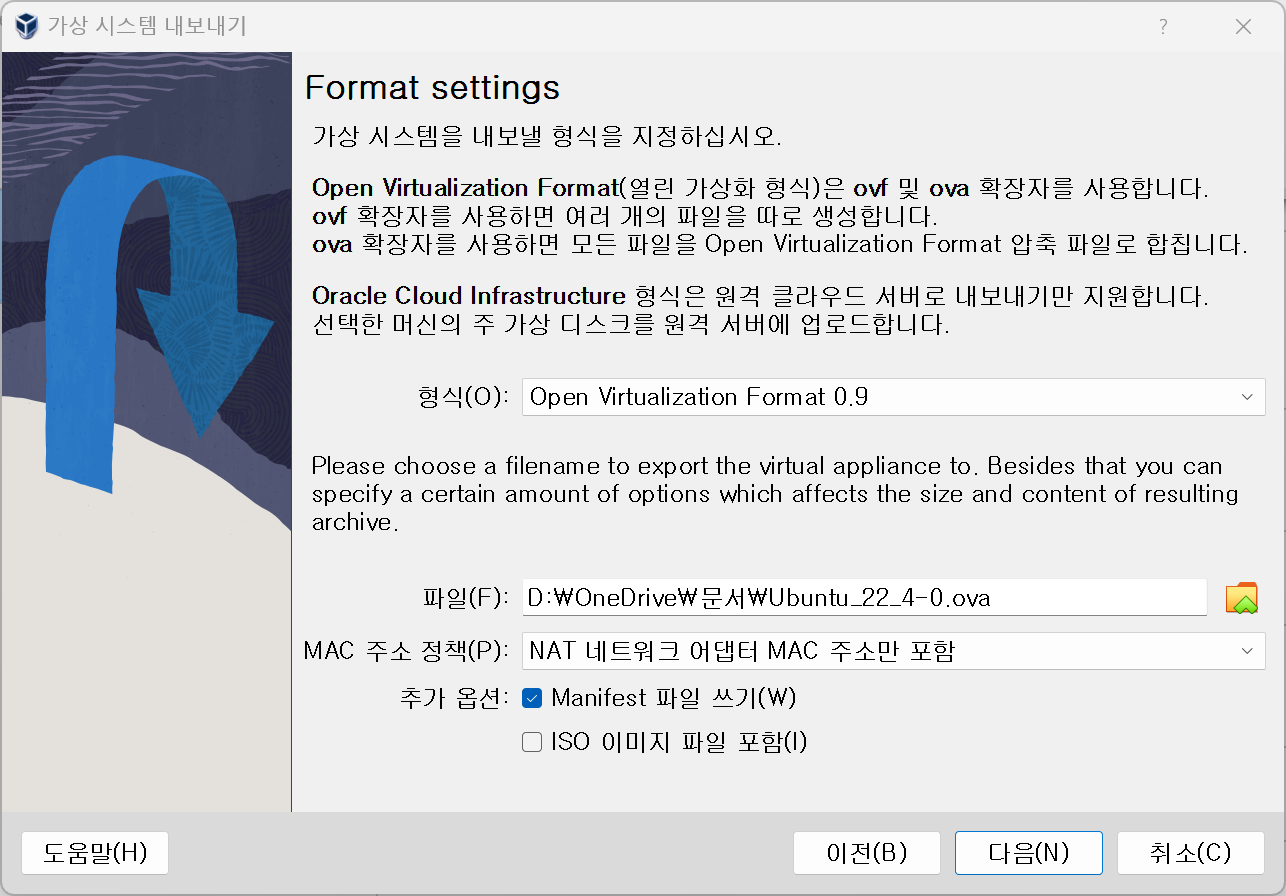 가상 시스템 내보내기
?
Format settings
가상 시스템을 내보낼 형식을 지정하십시오.
Open Virtualization Format(열린 가상화 형식)은 ovf 및 ova 확장자를 사용합니다.
ovf 확장자를 사용하면 여러 개의 파일을 따로 생성합니다.
ova 확장자를 사용하면 모든 파일을 Open Virtualization Format 압축 파일로 합칩니다.
Oracle Cloud Infrastructure 형식은 원격 클라우드 서버로 내보내기만 지원합니다.
선택한 머신의 주 가상 디스크를 원격 서버에 업로드합니다.
형식(O): Open Virtualization Format 0.9
Please choose a filename to export the virtual appliance to. Besides that you can
specify a certain amount of options which affects the size and content of resulting
archive.
파일(F): D:₩OneDrive₩문서₩Ubuntu_22_4-0.ova
MAC 주소 정책(P): NAT 네트워크 어댑터 MAC 주소만 포함
추가 옵션: Manifest 파일 쓰기(W)
ISO 이미지 파일 포함(I)
도움말(H) 이전(B) 다음(N) 취소(C)